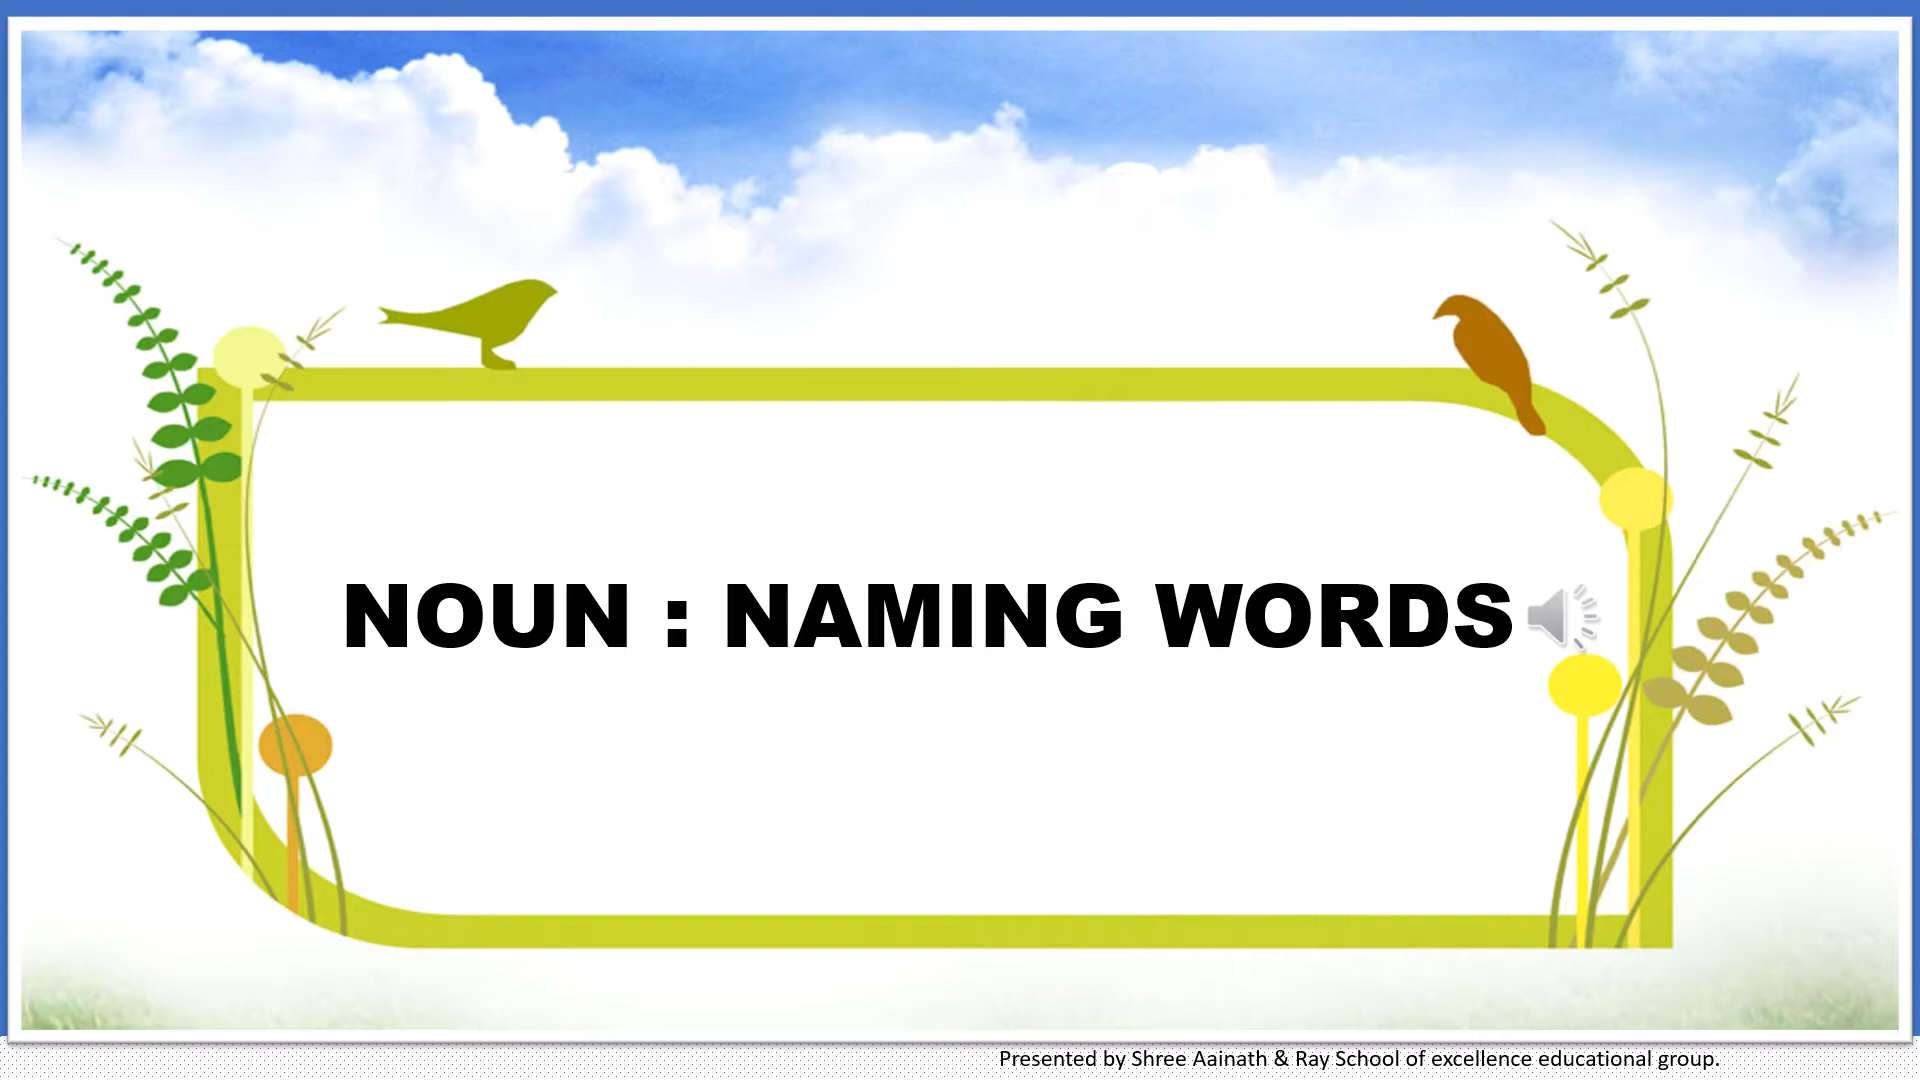 NOUN : NAMING WORDS
Presented by Shree Aainath & Ray School of excellence educational group.